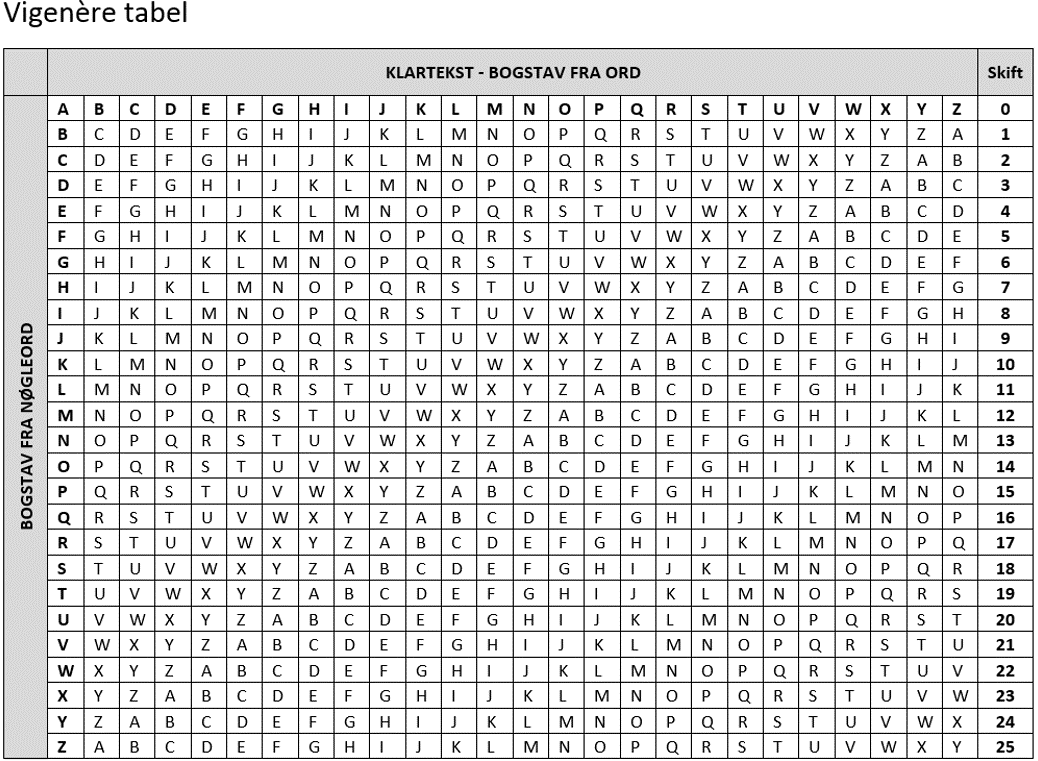 Vigenère tabel
KLARTEKST - BOGSTAV FRA ORD Skift
BOGSTAV FRA NØGLEORD
A B C D E F G H I J K L M N O P Q R S T U V W X Y Z 0
B C D E F G H I J K L M N O P Q R S T U V W X Y Z A 1
C D E F G H I J K L M N O P Q R S T U V W X Y Z A B 2
D E F G H I J K L M N O P Q R S T U V W X Y Z A B C 3
E F G H I J K L M N O P Q R S T U V W X Y Z A B C D 4
F G H I J K L M N O P Q R S T U V W X Y Z A B C D E 5
G H I J K L M N O P Q R S T U V W X Y Z A B C D E F 6
H I J K L M N O P Q R S T U V W X Y Z A B C D E F G 7
I J K L M N O P Q R S T U V W X Y Z A B C D E F G H 8
J K L M N O P Q R S T U V W X Y Z A B C D E F G H I 9
K L M N O P Q R S T U V W X Y Z A B C D E F G H I J 10
L M N O P Q R S T U V W X Y Z A B C D E F G H I J K 11
M N O P Q R S T U V W X Y Z A B C D E F G H I J K L 12
N O P Q R S T U V W X Y Z A B C D E F G H I J K L M 13
O P Q R S T U V W X Y Z A B C D E F G H I J K L M N 14
P Q R S T U V W X Y Z A B C D E F G H I J K L M N O 15
Q R S T U V W X Y Z A B C D E F G H I J K L M N O P 16
R S T U V W X Y Z A B C D E F G H I J K L M N O P Q 17
S T U V W X Y Z A B C D E F G H I J K L M N O P Q R 18
T U V W X Y Z A B C D E F G H I J K L M N O P Q R S 19
U V W X Y Z A B C D E F G H I J K L M N O P Q R S T 20
V W X Y Z A B C D E F G H I J K L M N O P Q R S T U 21
W X Y Z A B C D E F G H I J K L M N O P Q R S T U V 22
X Y Z A B C D E F G H I J K L M N O P Q R S T U V W 23
Y Z A B C D E F G H I J K L M N O P Q R S T U V W X 24
Z A B C D E F G H I J K L M N O P Q R S T U V W X Y 25